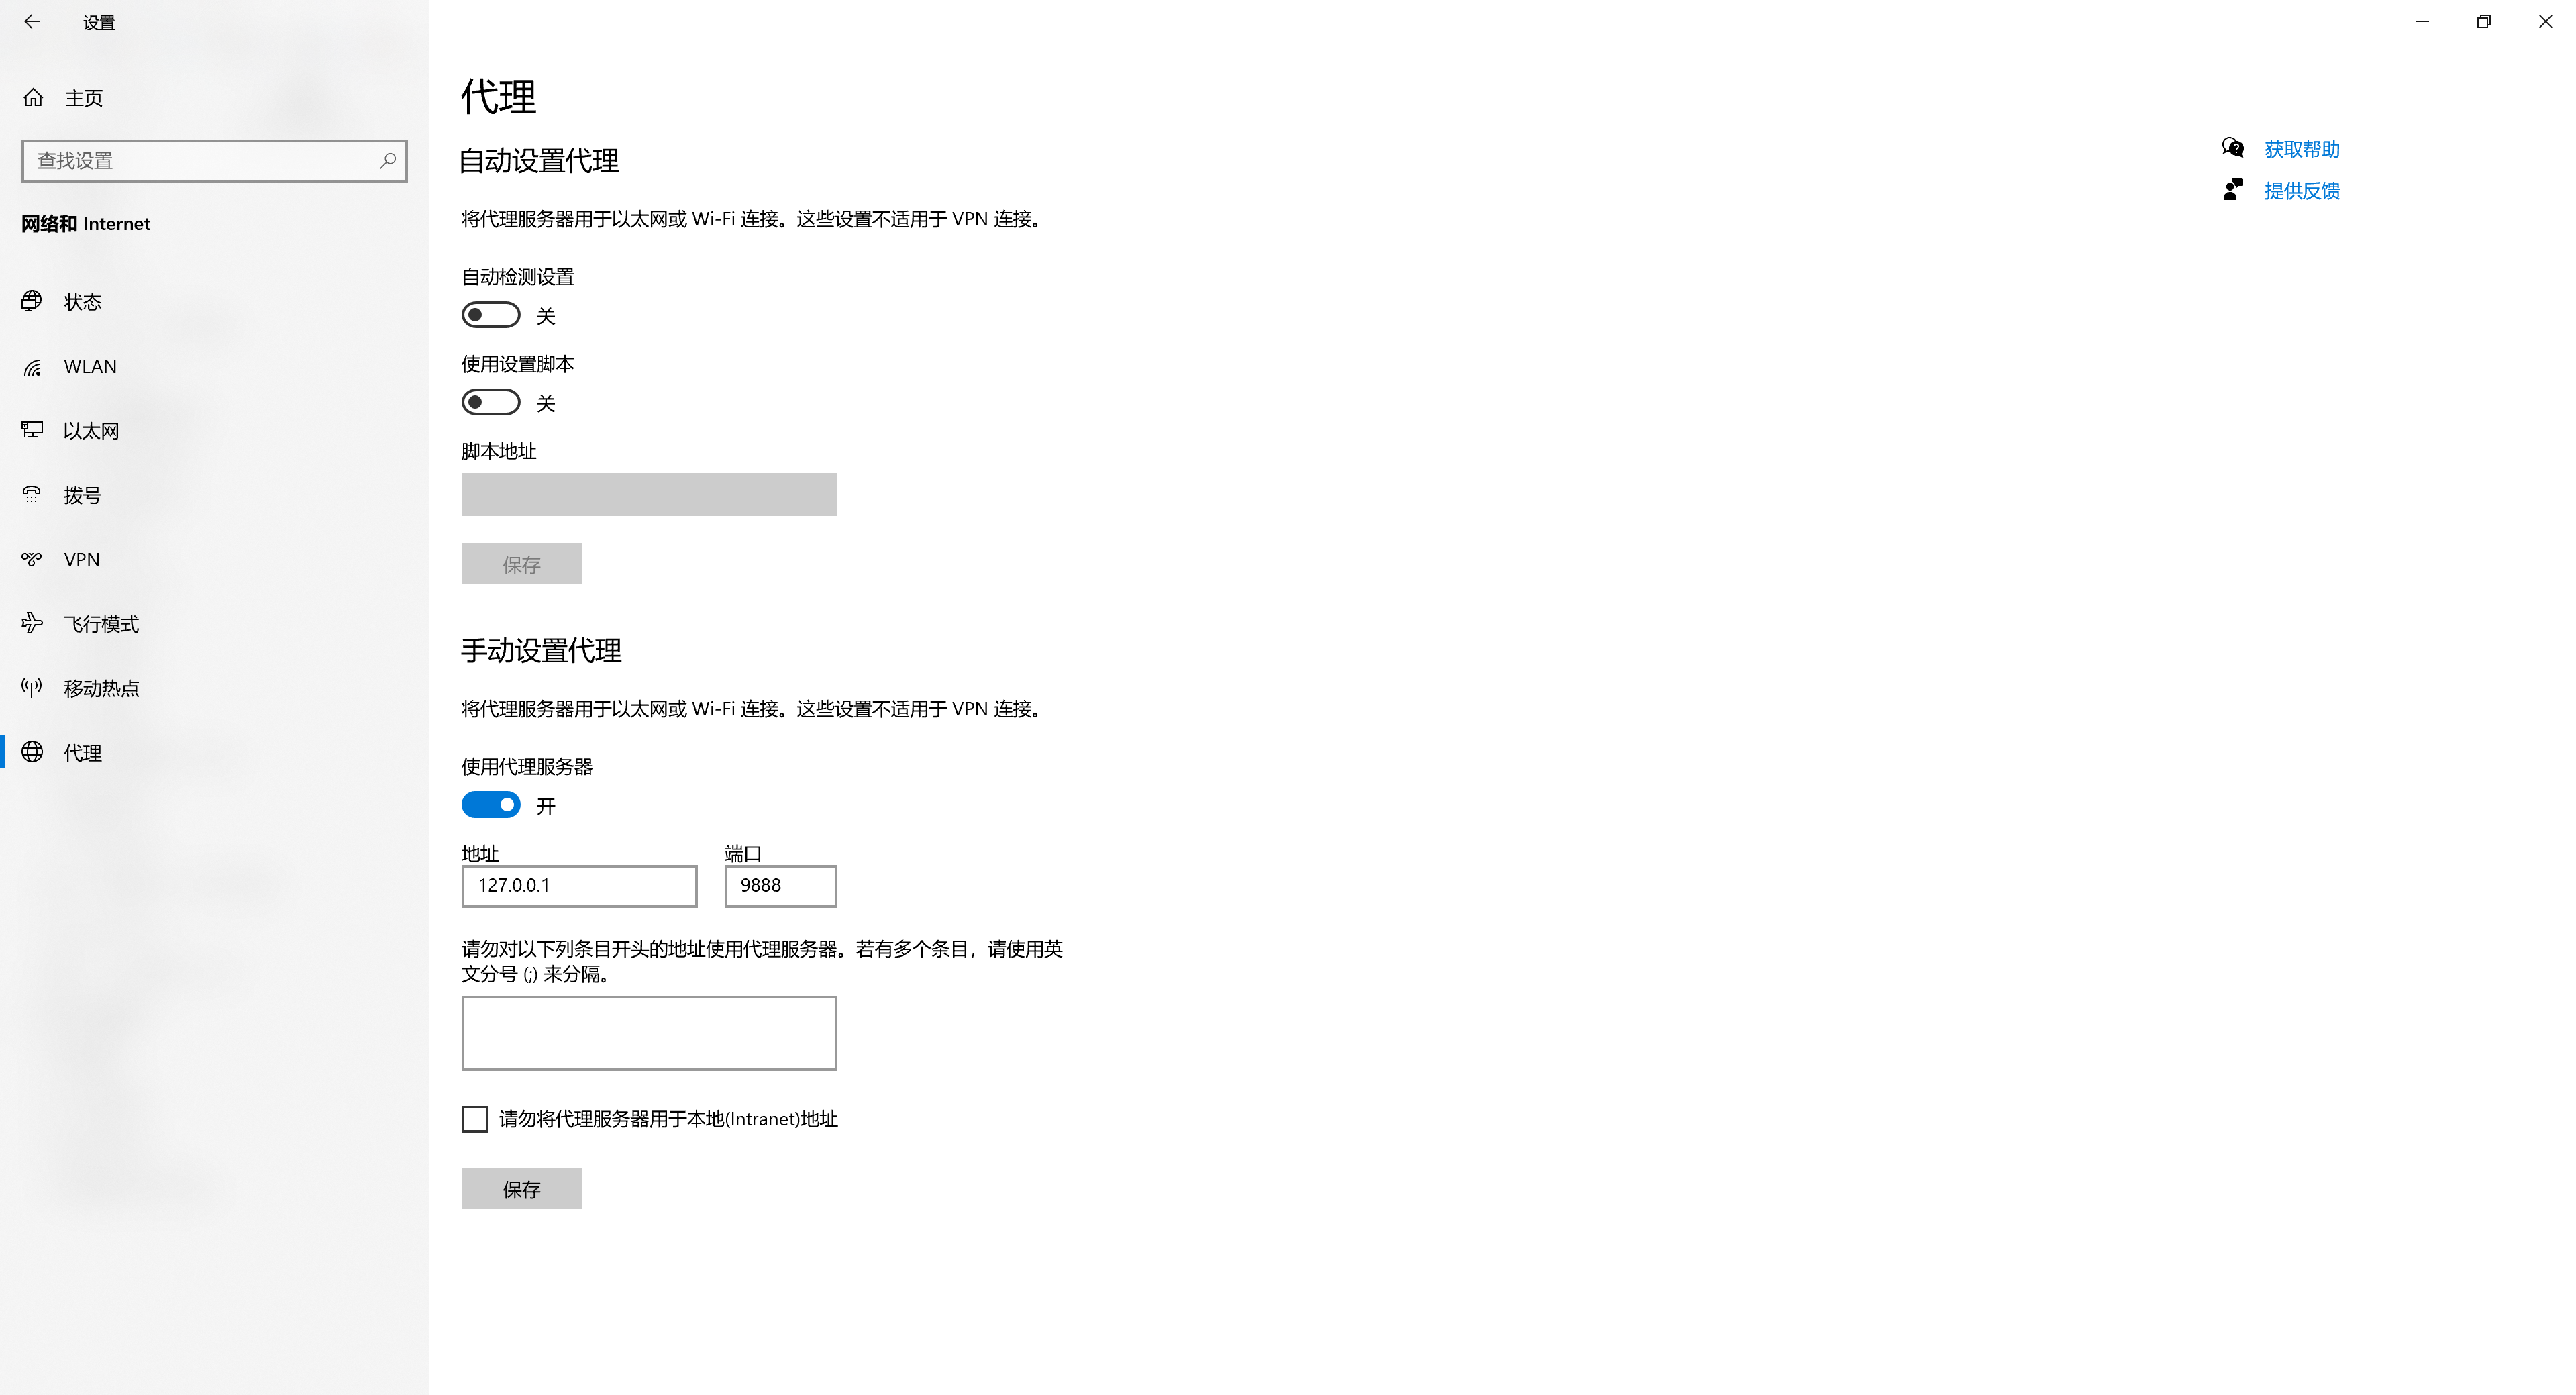 设置
主页
查找设置
网络和 Internet
状态
WLAN
以太网
拨号
VPN
飞行模式
移动热点
代理
代理
自动设置代理
将代理服务器用于以太网或 Wi-Fi 连接。这些设置不适用于 VPN 连接。
自动检测设置
关
使用设置脚本
关
脚本地址
保存
手动设置代理
将代理服务器用于以太网或 Wi-Fi 连接。这些设置不适用于 VPN 连接。
使用代理服务器
开
地址 端口
127.0.0.1 9888
请勿对以下列条目开头的地址使用代理服务器。若有多个条目，请使用英
文分号 (;) 来分隔。
请勿将代理服务器用于本地(Intranet)地址
保存
获取帮助
提供反馈